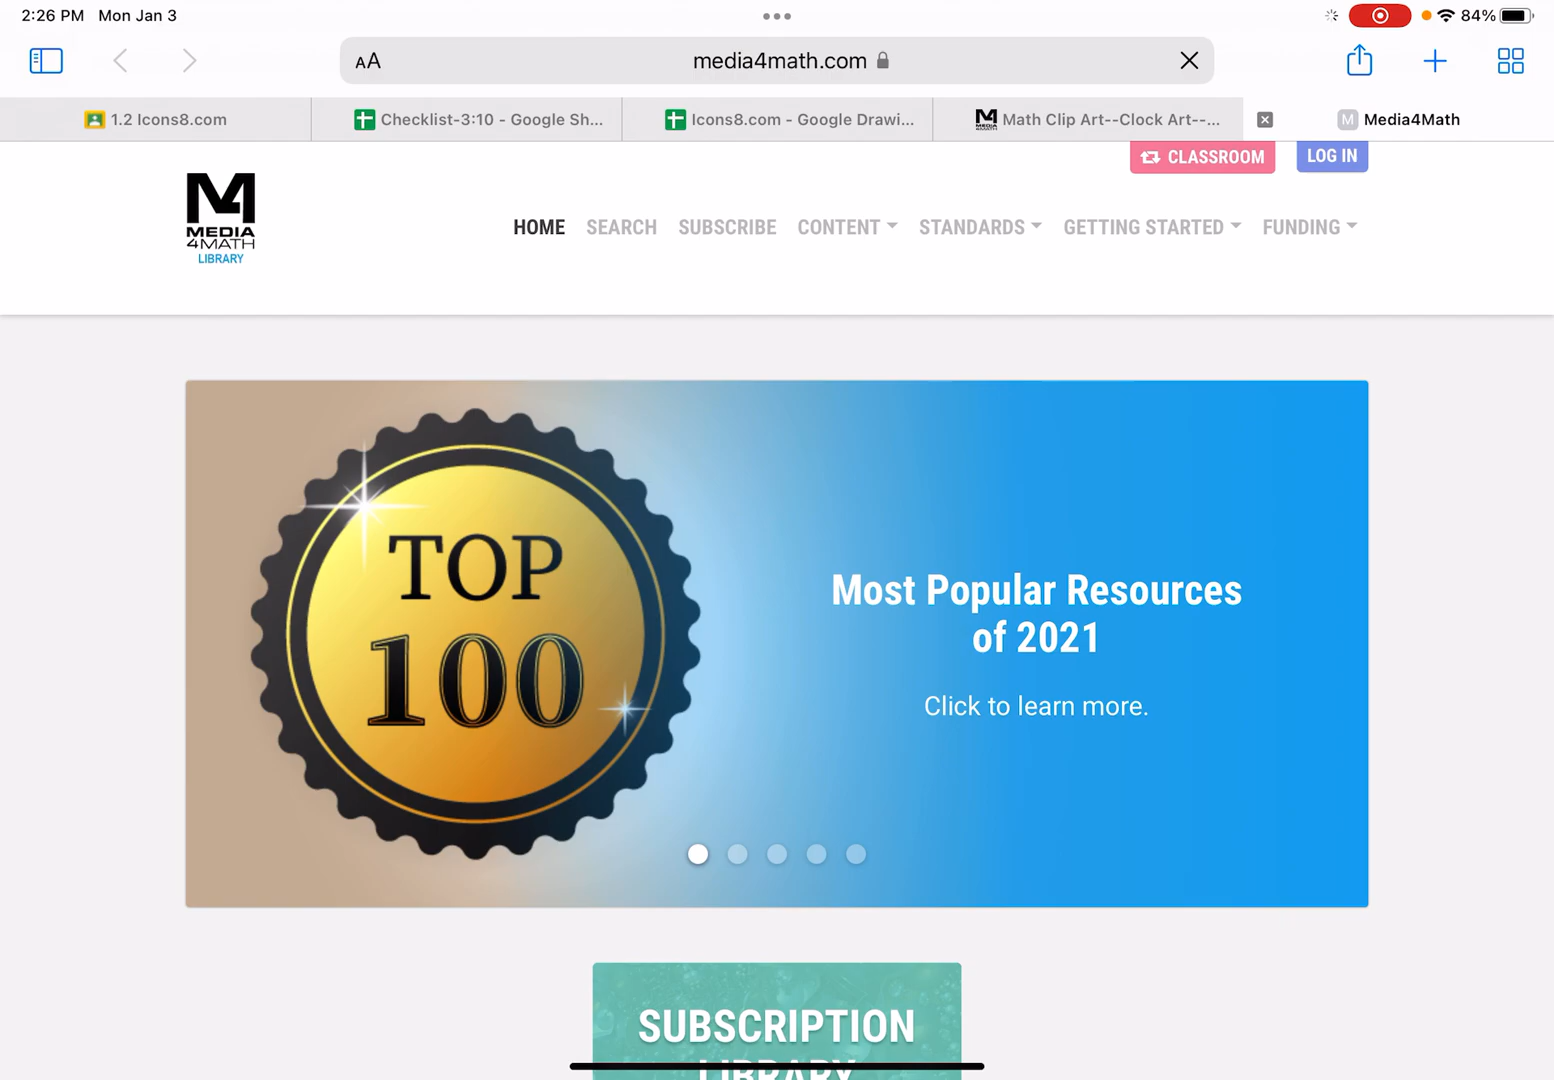 2:26 PM Mon Jan 3
84%
AA
media4math.com
1.2 Icons8.com
Checklist-3:10 - Google Sh...
Icons8.com - Google Drawi...
Math Clip Art--Clock Art--...
M Media4Math
CLASSROOM
LOG IN
M4
MEDIA
4MATH
LIBRARY
HOME
SEARCH
SUBSCRIBE
CONTENT
STANDARDS
GETTING STARTED
FUNDING
TOP
100
Most Popular Resources
of 2021
Click to learn more.
SUBSCRIPTION
LIBRARY